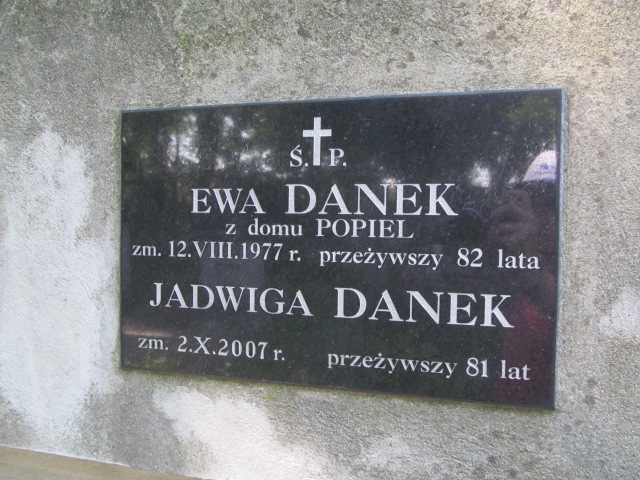 Ś. P.
EWA DANEK
z domu POPIEL
zm. 12.VIII.1977 r. przeżywszy 82 lata
JADWIGA DANEK
zm. 2.X.2007 r. przeżywszy 81 lat